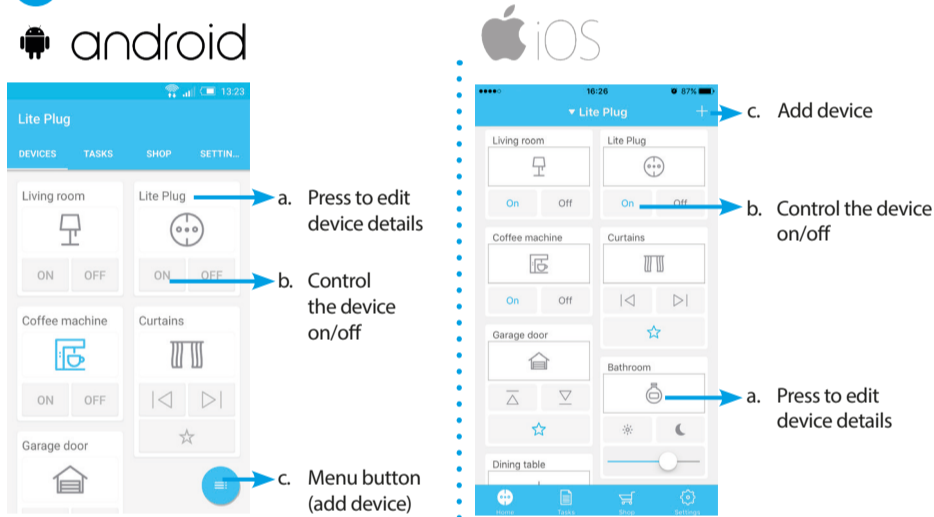 android
13:23
Lite Plug
DEVICES TASKS SHOP SETTIN...
Living room
Lite Plug
ON OFF
ON OFF
Coffee machine
Curtains
ON OFF
Garage door
a. Press to edit
device details
b. Control
the device
on/off
c. Menu button
(add device)
iOS
16:26
87%
Lite Plug
+
Living room
Lite Plug
On Off
On Off
Coffee machine
Curtains
On Off
Garage door
Bathroom
Dining table
Home Tasks Shop Settings
c. Add device
b. Control the device
on/off
a. Press to edit
device details